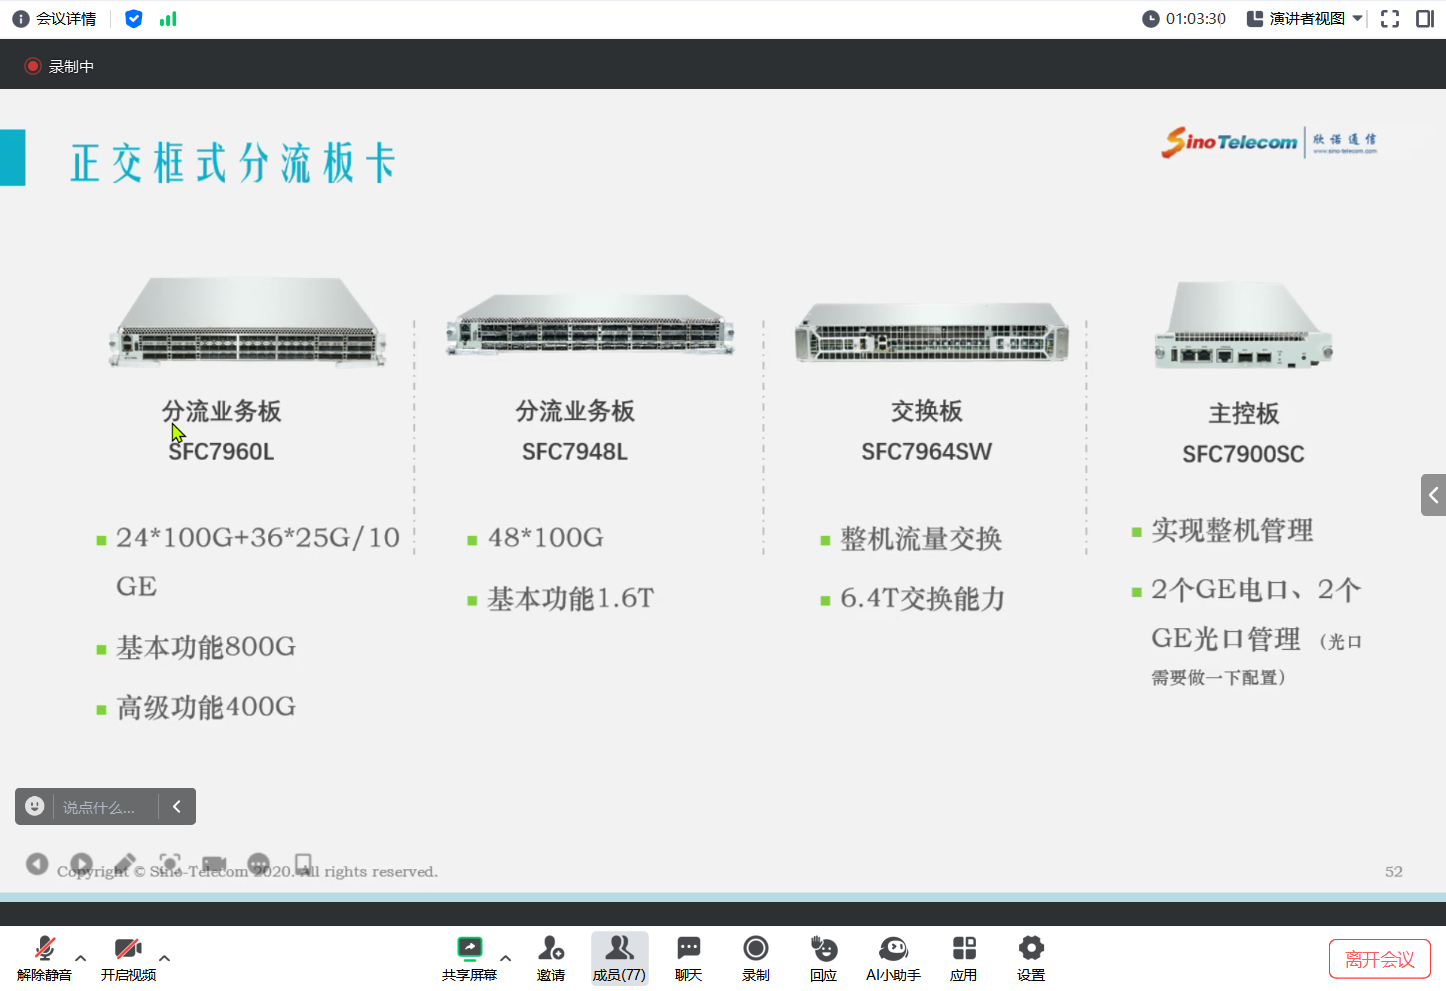 会议详情
01:03:30
演讲者视图
录制中
正交框式分流板卡
SinoTelecom 欣诺通信
www.sino-telecom.com
分流业务板
SFC7960L
24*100G+36*25G/10
GE
基本功能800G
高级功能400G
分流业务板
SFC7948L
48*100G
基本功能1.6T
交换板
SFC7964SW
整机流量交换
6.4T交换能力
主控板
SFC7900SC
实现整机管理
2个GE电口、2个
GE光口管理（光口
需要做一下配置）
说点什么...
Copyright © Sino-Telecom 2020. All rights reserved.
52
解除静音
开启视频
共享屏幕
邀请
成员(77)
聊天
录制
回应
AI小助手
应用
设置
离开会议